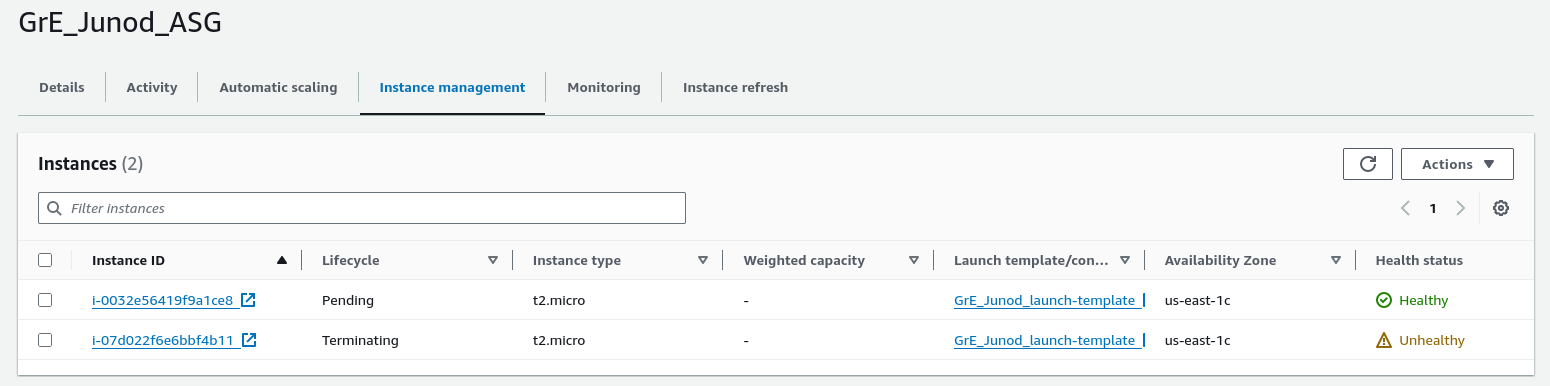 GrE_Junod_ASG
Details Activity Automatic scaling Instance management Monitoring Instance refresh
Instances (2)
Actions
Filter instances
1
Instance ID Lifecycle Instance type Weighted capacity Launch template/con... Availability Zone Health status
i-0032e56419f9a1ce8 Pending t2.micro - GrE_Junod_launch-template us-east-1c Healthy
i-07d022f6e6bbf4b11 Terminating t2.micro - GrE_Junod_launch-template us-east-1c Unhealthy